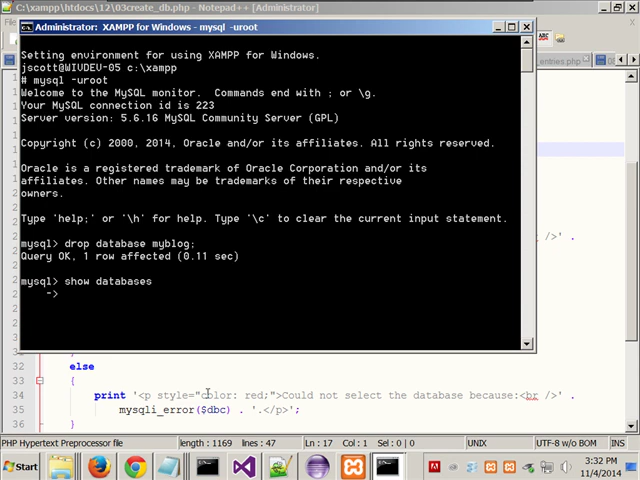 C:\xampp\htdocs\12\03create_db.php - Notepad++
Administrator: XAMPP for Windows - mysql -uroot
_entries.php
Setting environment for using XAMPP for Windows.
jscott@WIVDEV-05 c:\xampp
# mysql -uroot
Welcome to the MySQL monitor.  Commands end with ; or \g.
Your MySQL connection id is 223
Server version: 5.6.16 MySQL Community Server (GPL)
Copyright (c) 2000, 2014, Oracle and/or its affiliates. All rights reserved.
Oracle is a registered trademark of Oracle Corporation and/or its
affiliates. Other names may be trademarks of their respective
owners.
Type 'help;' or '\h' for help. Type '\c' to clear the current input statement.
mysql> drop database myblog;
Query OK, 1 row affected (0.11 sec)
mysql> show databases
->
/>' .
32 else
33 {
34 print '<p style="color: red;">Could not select the database because:<br />' .
35 mysqli_error($dbc) . '.</p>';
36 }
PHP Hypertext Preprocessor file length : 1169 lines : 47 Ln : 17 Col : 1 Sel : 0 | 0 UNIX UTF-8 w/o BOM INS
Start
3:32 PM
11/4/2014